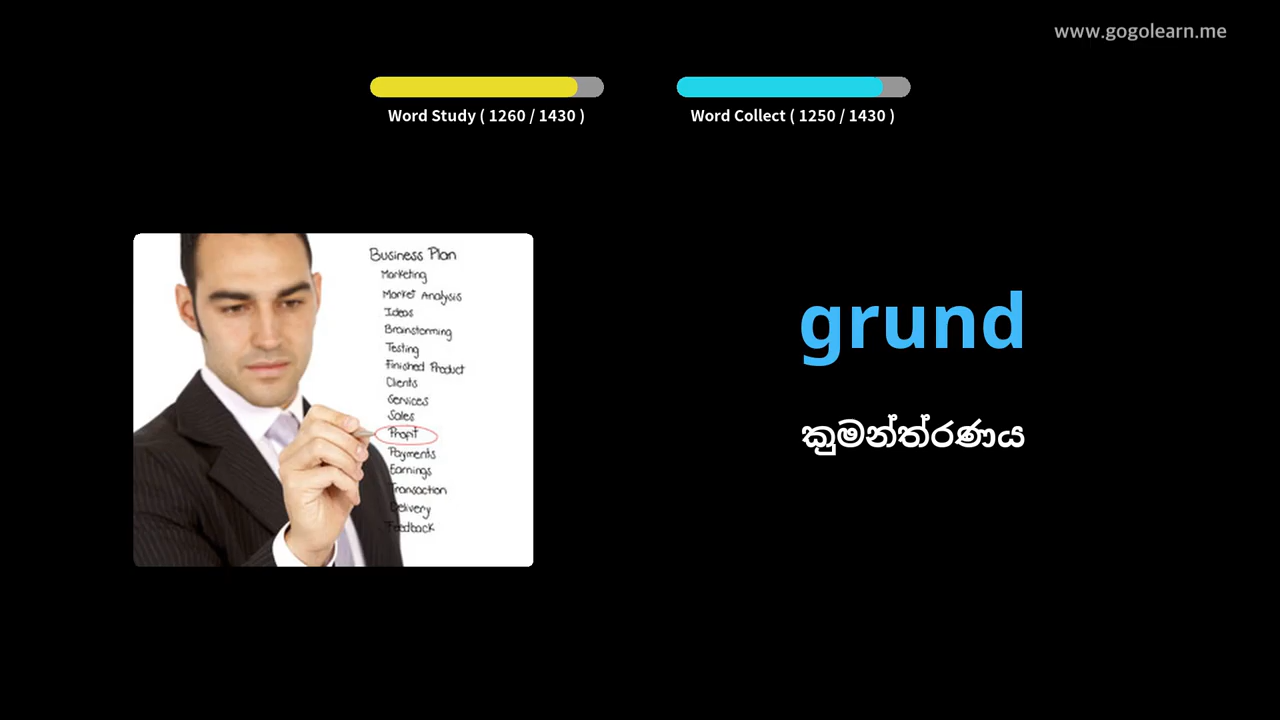 www.gogolearn.me
Word Study ( 1260 / 1430 )
Word Collect ( 1250 / 1430 )
Business Plan
Marketing
Market Analysis
Ideas
Brainstorming
Testing
Finished Product
Clients
Services
Sales
Profit
Payments
Earnings
Transaction
Delivery
Feedback
grund
කුමන්ත්රණය